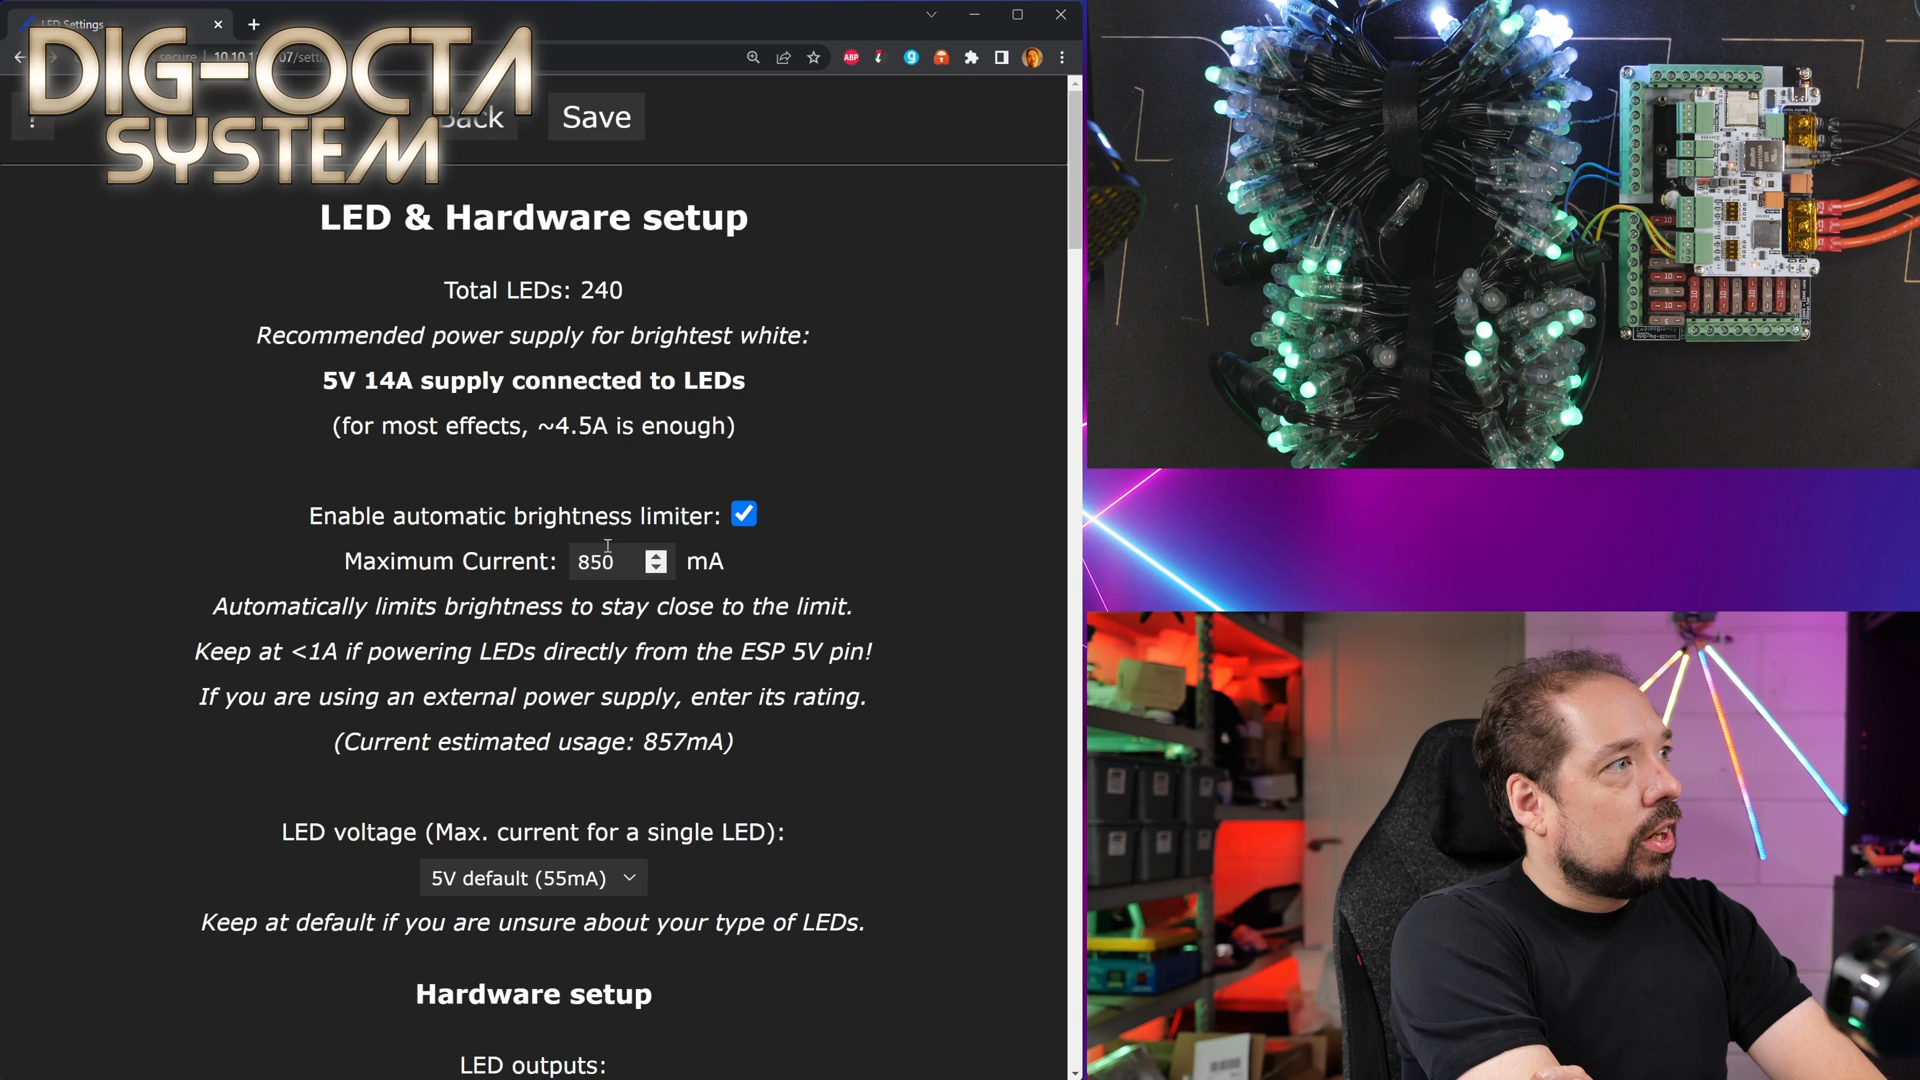 LED Settings
DIG-OCTA
SYSTEM
secure
Back
Save
ABP
LED & Hardware setup
Total LEDs: 240
Recommended power supply for brightest white:
5V 14A supply connected to LEDs
(for most effects, ~4.5A is enough)
Enable automatic brightness limiter:
Maximum Current: 850 mA
Automatically limits brightness to stay close to the limit.
Keep at <1A if powering LEDs directly from the ESP 5V pin!
If you are using an external power supply, enter its rating.
(Current estimated usage: 857mA)
LED voltage (Max. current for a single LED):
5V default (55mA)
Keep at default if you are unsure about your type of LEDs.
Hardware setup
LED outputs: